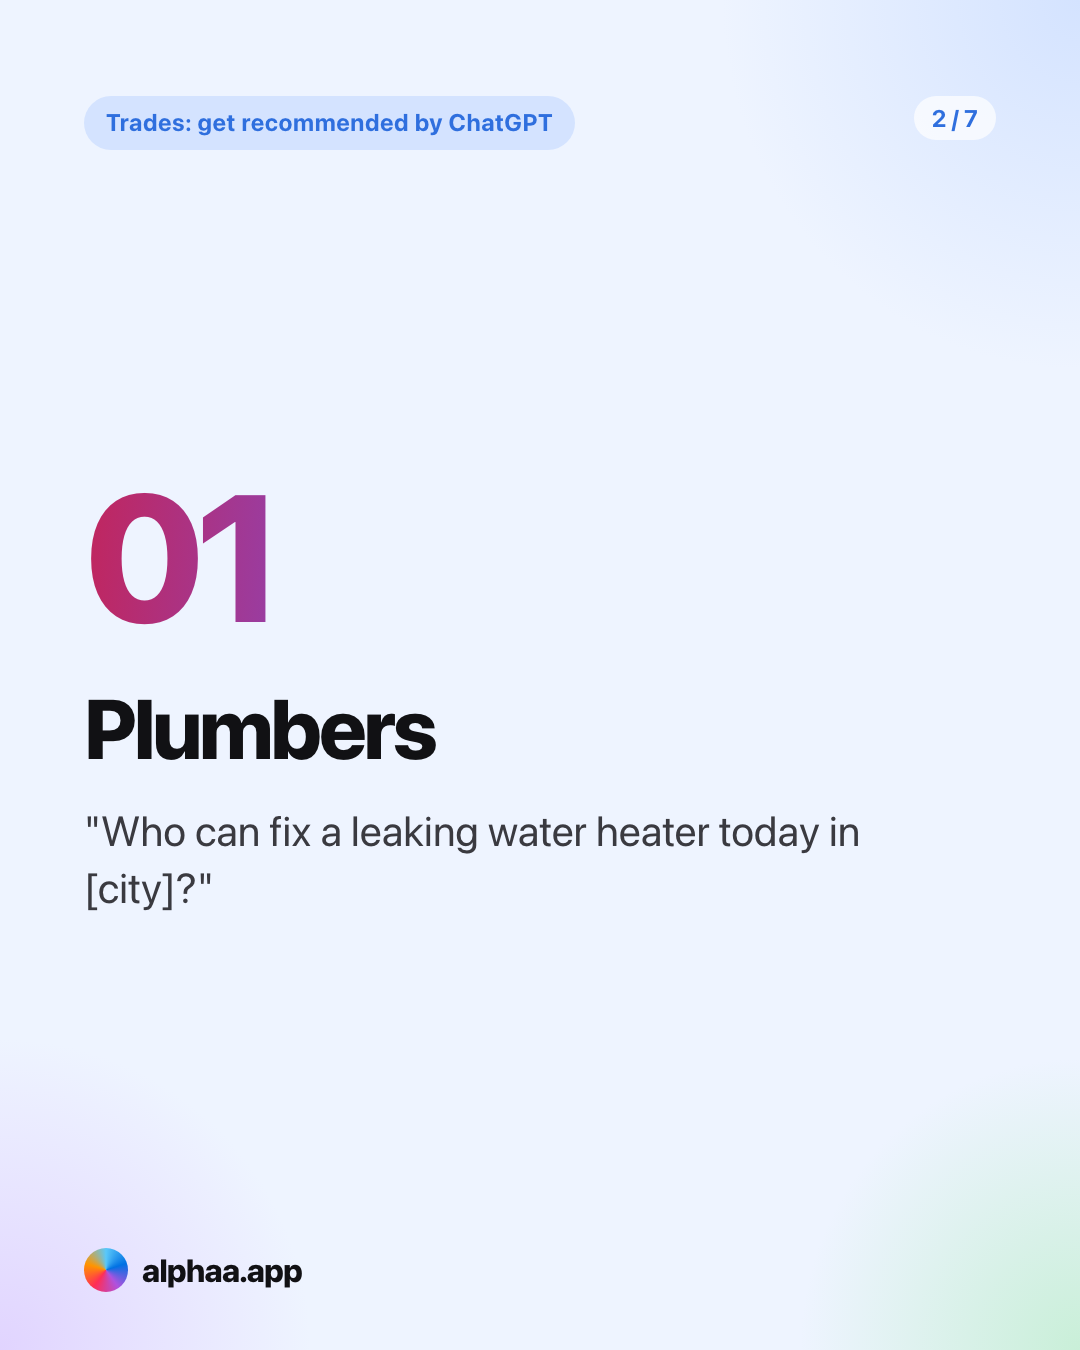 Trades: get recommended by ChatGPT
2 / 7
01
Plumbers
"Who can fix a leaking water heater today in
[city]?"
alphaa.app